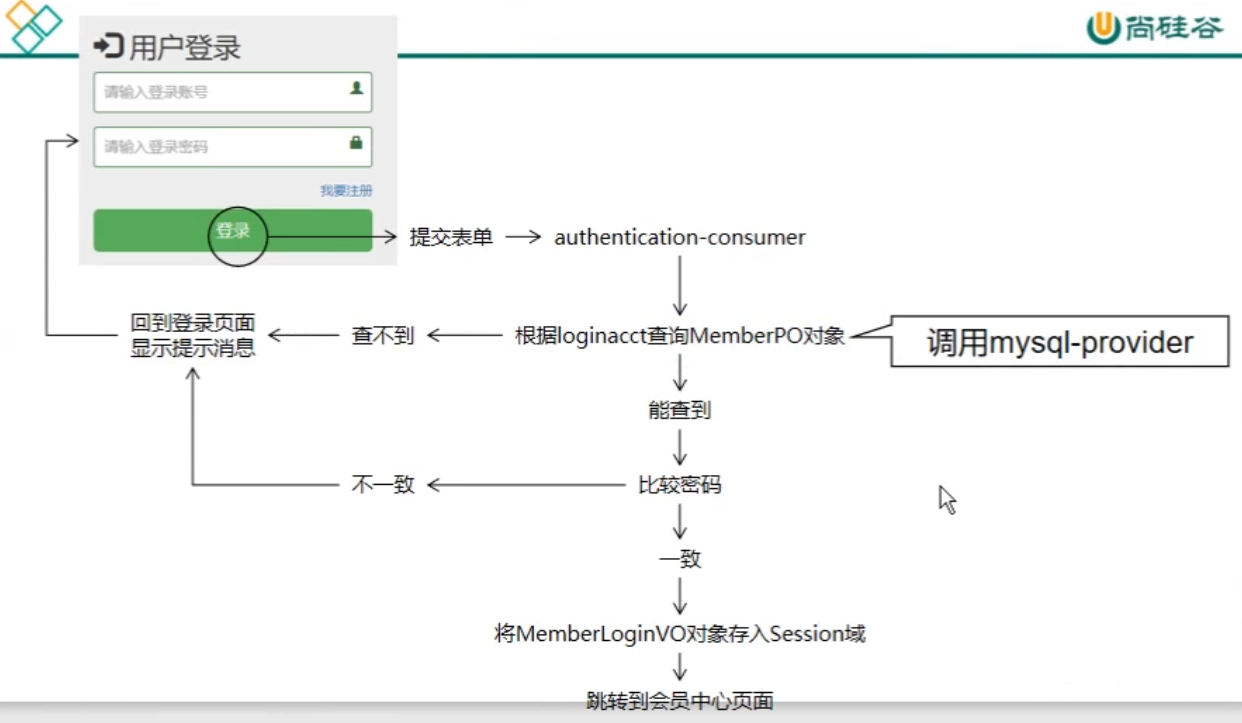 尚硅谷
用户登录
请输入登录账号
请输入登录密码
我要注册
登录
提交表单
authentication-consumer
回到登录页面
显示提示消息
查不到
根据loginacct查询MemberPO对象
调用mysql-provider
能查到
不一致
比较密码
一致
将MemberLoginVO对象存入Session域
跳转到会员中心页面